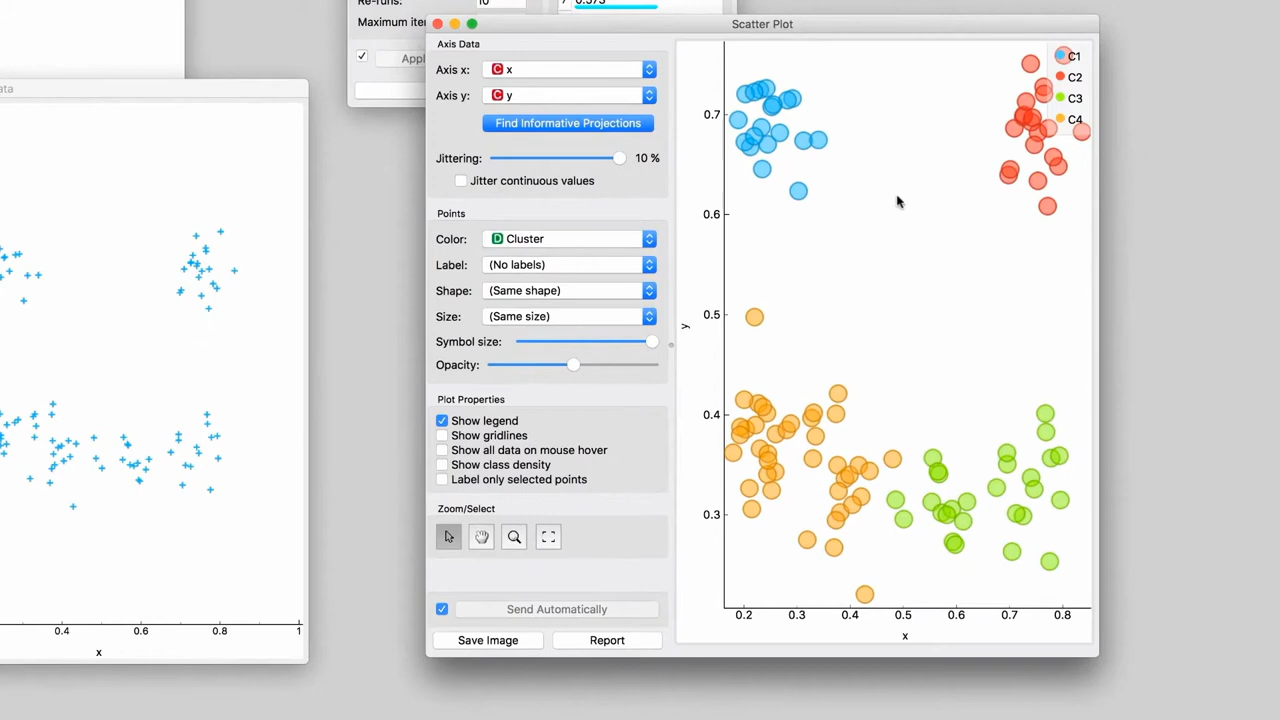 Re-runs: 10
Maximum iter
Appl
7 0.573
ata
0.4 0.6 0.8 1
x
Scatter Plot
Axis Data
Axis x: C x
Axis y: C y
Find Informative Projections
Jittering: 10 %
Jitter continuous values
Points
Color: D Cluster
Label: (No labels)
Shape: (Same shape)
Size: (Same size)
Symbol size:
Opacity:
Plot Properties
Show legend
Show gridlines
Show all data on mouse hover
Show class density
Label only selected points
Zoom/Select
Send Automatically
Save Image Report
C1
C2
C3
C4
0.7
0.6
0.5
y
0.4
0.3
0.2 0.3 0.4 0.5 0.6 0.7 0.8
x